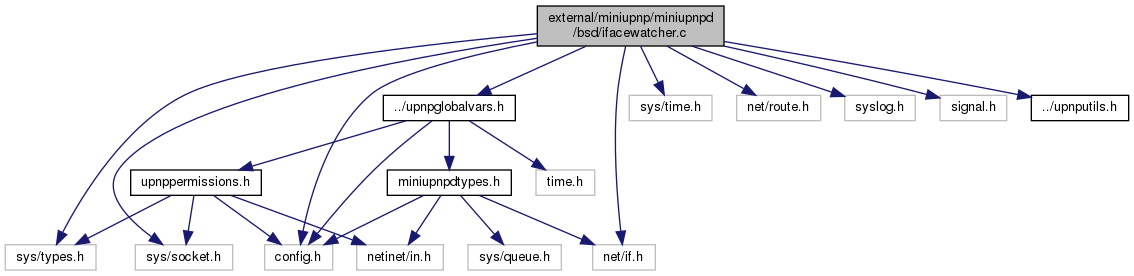 external/miniupnp/miniupnpd
/bsd/ifacewatcher.c
../upnpglobalvars.h
sys/time.h
net/route.h
syslog.h
signal.h
../upnputils.h
upnppermissions.h
miniupnpdtypes.h
time.h
sys/types.h
sys/socket.h
config.h
netinet/in.h
sys/queue.h
net/if.h